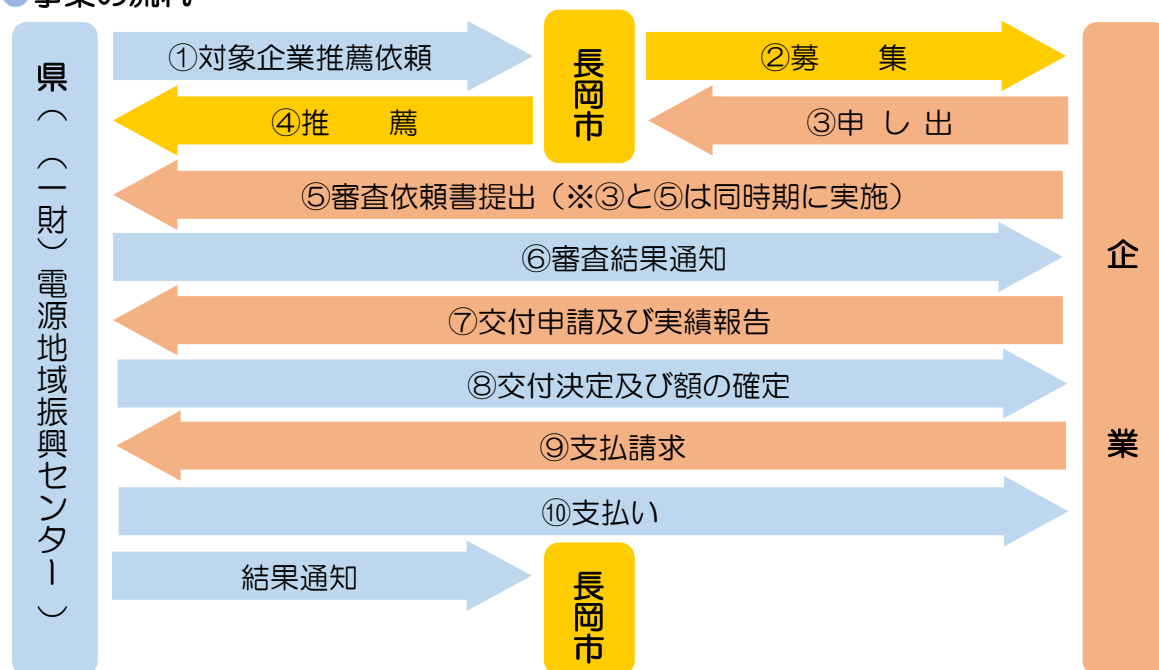 ●事業の流れ
県（（一財）電源地域振興センター）
①対象企業推薦依頼
長岡市
②募　集
④推　薦
③申し出
⑤審査依頼書提出（※③と⑤は同時期に実施）
⑥審査結果通知
企業
⑦交付申請及び実績報告
⑧交付決定及び額の確定
⑨支払請求
⑩支払い
結果通知
長岡市